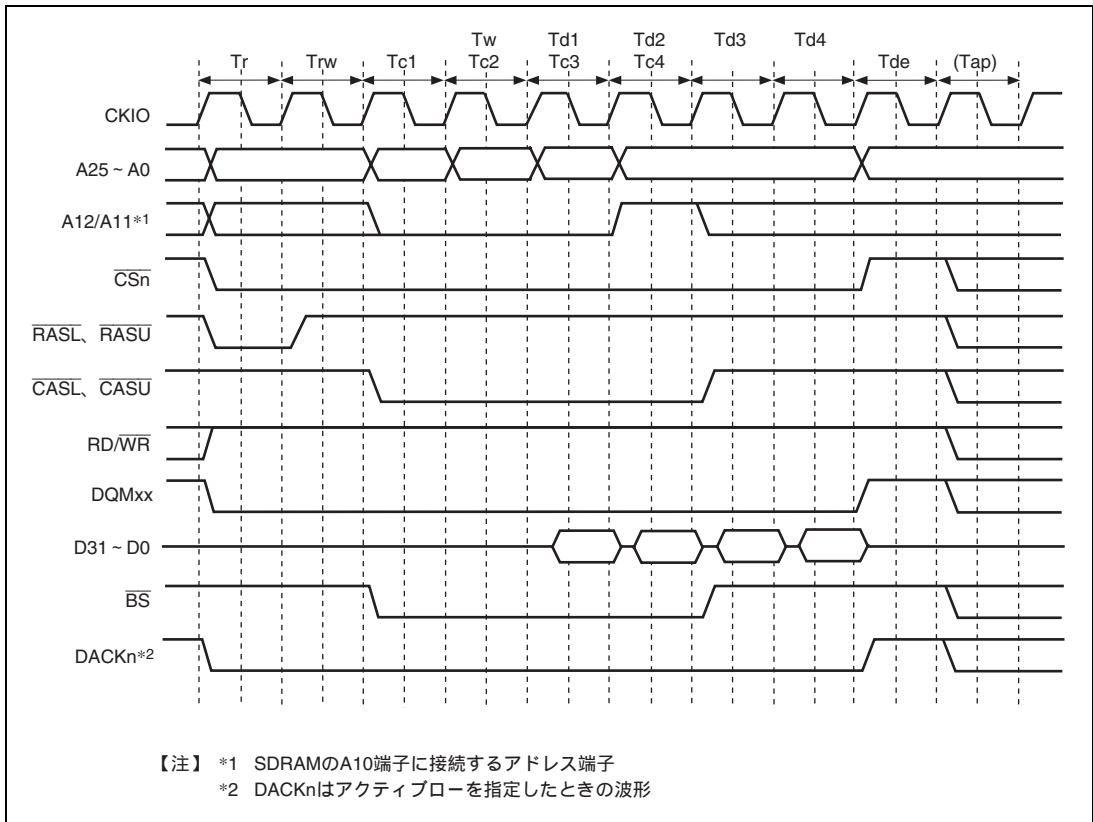 Tw Td1 Td2 Td3 Td4
Tr Trw Tc1 Tc2 Tc3 Tc4 Tde (Tap)
CKIO
A25 ~ A0
A12/A11*1
CSn
RASL、RASU
CASL、CASU
RD/WR
DQMxx
D31 ~ D0
BS
DACKn*2
【注】 *1 SDRAMのA10端子に接続するアドレス端子
*2 DACKnはアクティブローを指定したときの波形